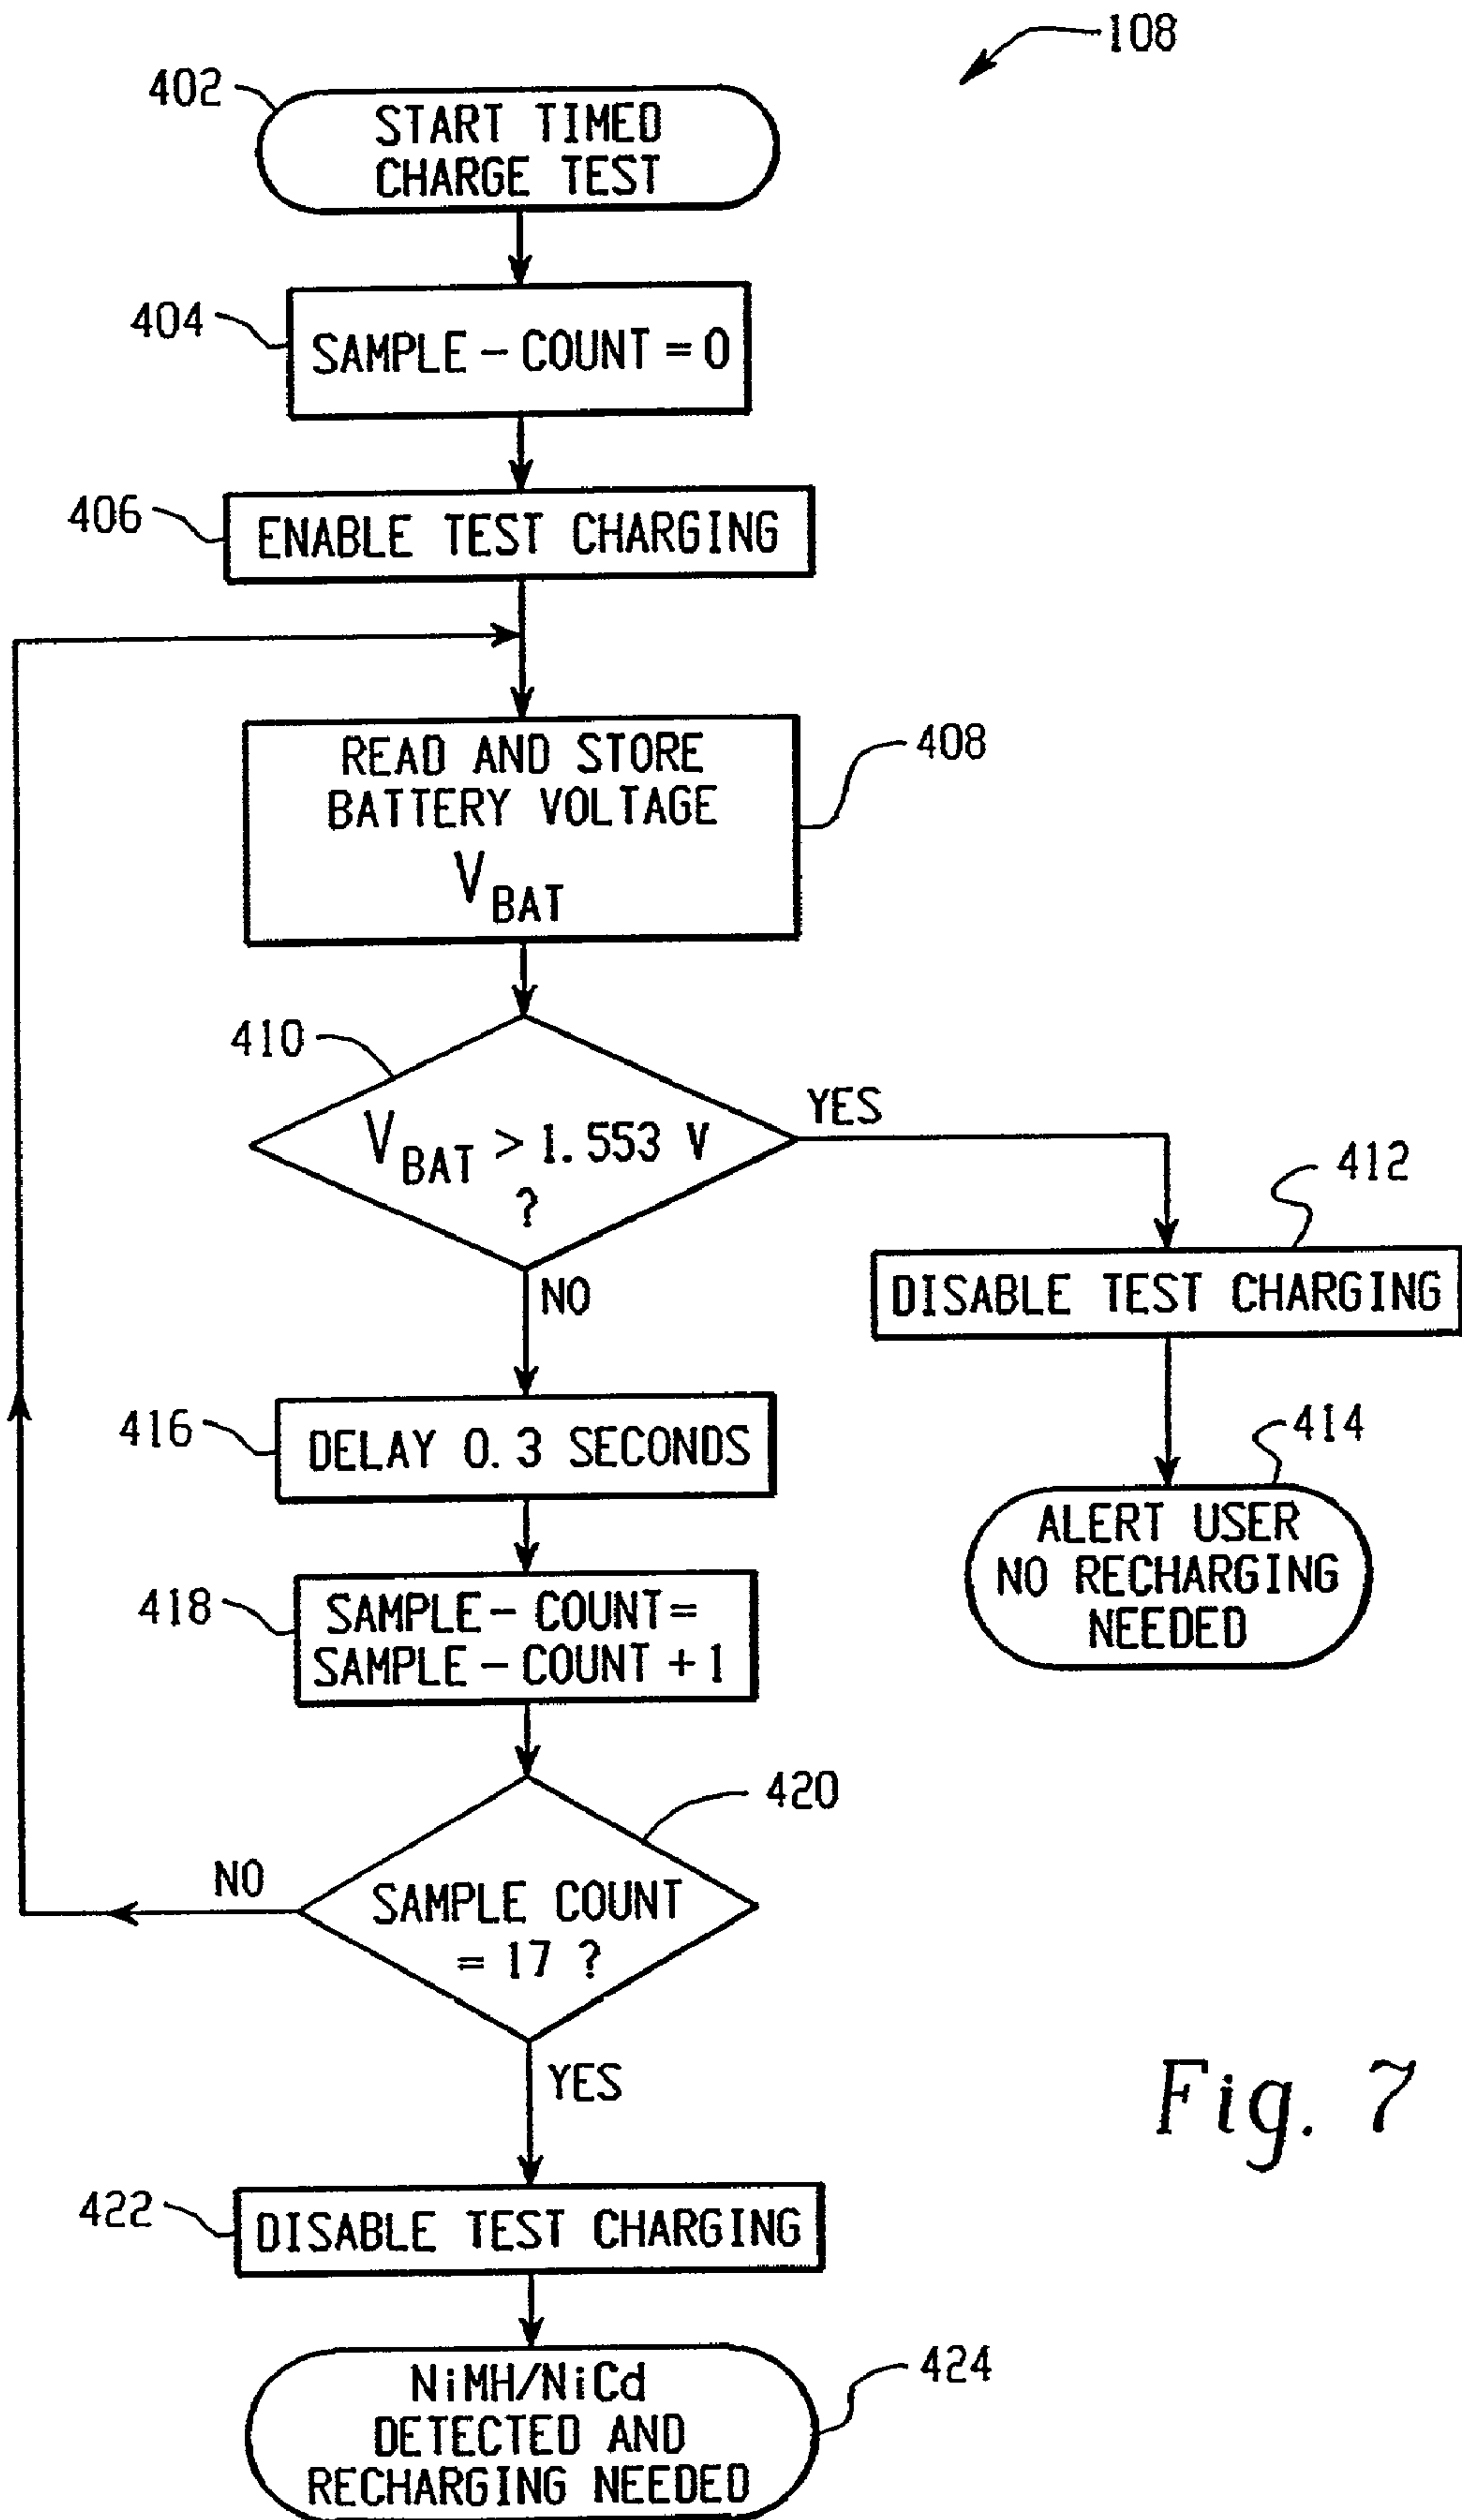 108
402
START TIMED
CHARGE TEST
404
SAMPLE-COUNT=0
406
ENABLE TEST CHARGING
READ AND STORE
BATTERY VOLTAGE
VBAT
408
410
VBAT > 1.553 V
?
YES
NO
412
DISABLE TEST CHARGING
414
ALERT USER
NO RECHARGING
NEEDED
416
DELAY 0.3 SECONDS
418
SAMPLE-COUNT=
SAMPLE-COUNT+1
420
SAMPLE COUNT
=17 ?
NO
YES
422
DISABLE TEST CHARGING
424
NiMH/NiCd
DETECTED AND
RECHARGING NEEDED
Fig. 7